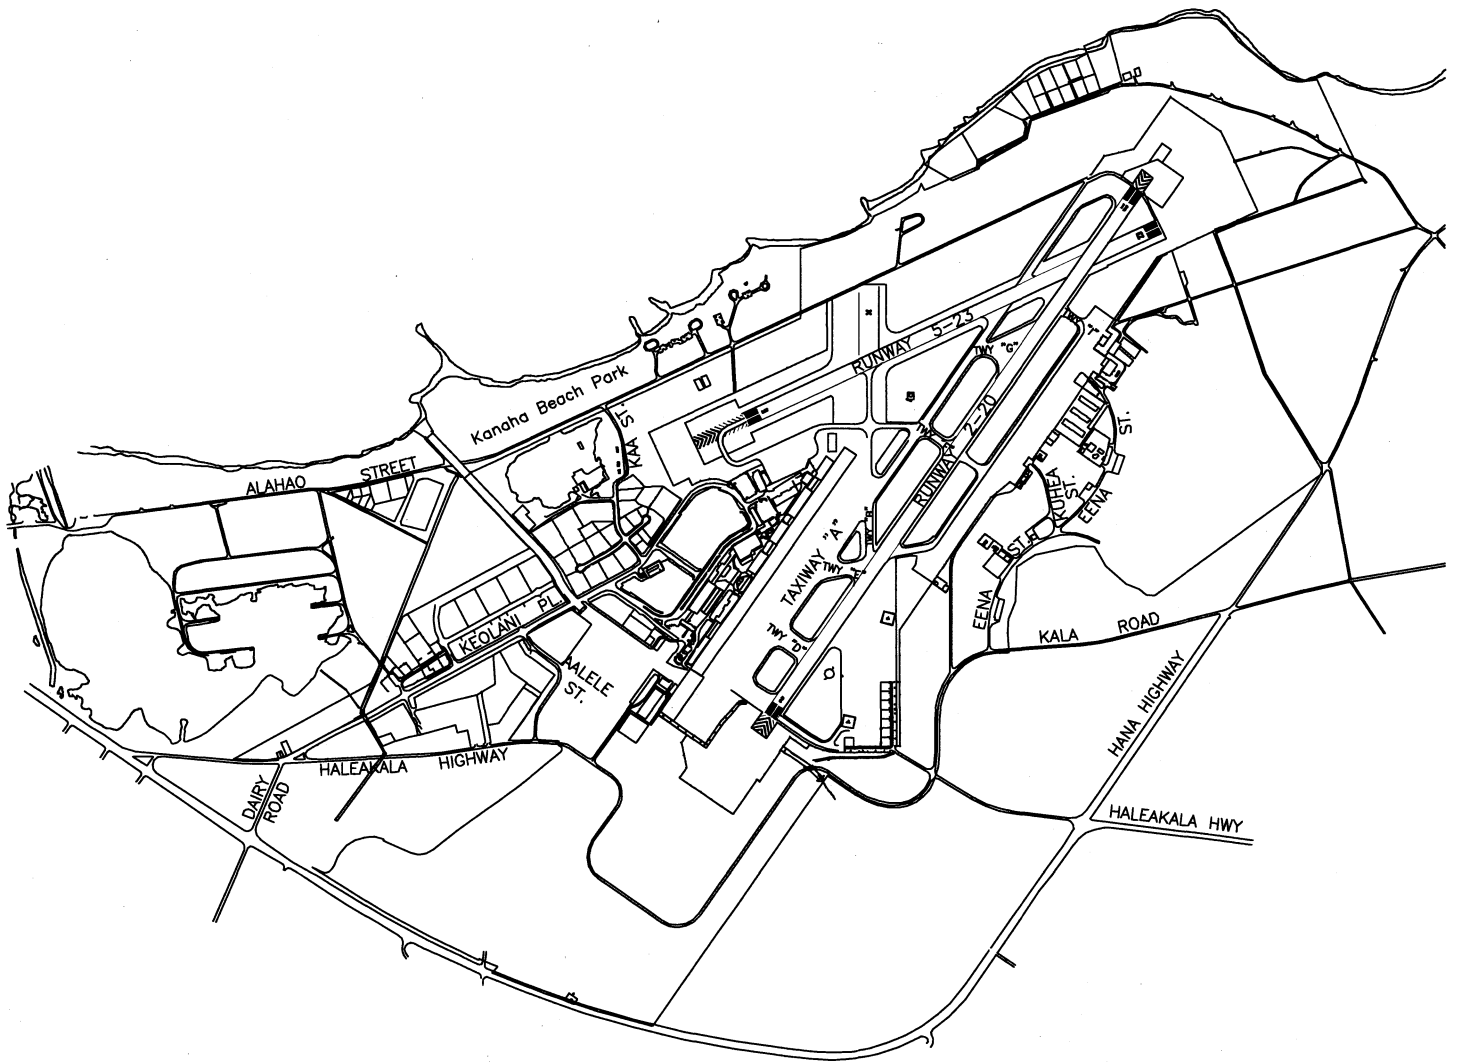 RUNWAY 5-23
TWY "I"
TWY "G"
Kanaha Beach Park
KAA ST.
RUNWAY 2-20
ST.
ALAHAO STREET
KUHEA ST.
EENA
TAXIWAY "A"
ST.
TWY
EENA
KEOLANI PL.
TWY "D"
KALA ROAD
AALELE
ST.
HANA HIGHWAY
HALEAKALA HIGHWAY
DAIRY
ROAD
HALEAKALA HWY